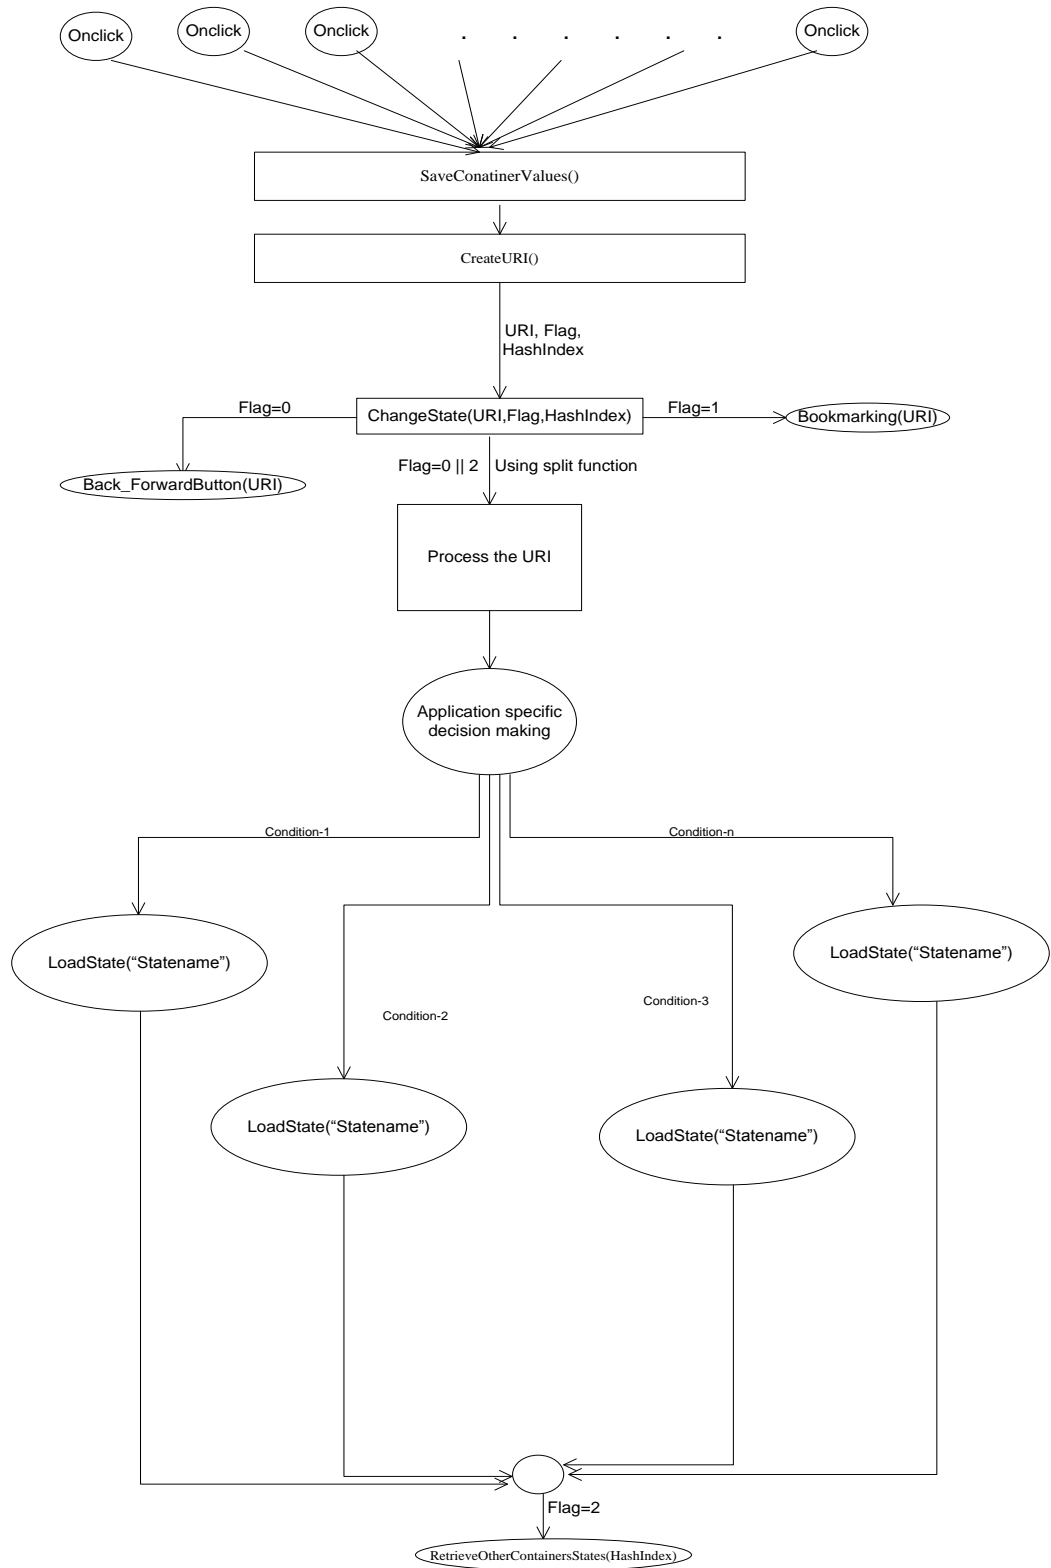 Onclick
Onclick
Onclick
. . . . . .
Onclick
SaveConatinerValues()
CreateURI()
URI, Flag,
HashIndex
Flag=0
ChangeState(URI,Flag,HashIndex)
Flag=1
Bookmarking(URI)
Flag=0 || 2
Using split function
Back_ForwardButton(URI)
Process the URI
Application specific
decision making
Condition-1
Condition-n
LoadState(“Statename”)
LoadState(“Statename”)
Condition-2
Condition-3
LoadState(“Statename”)
LoadState(“Statename”)
Flag=2
RetrieveOtherContainersStates(HashIndex)